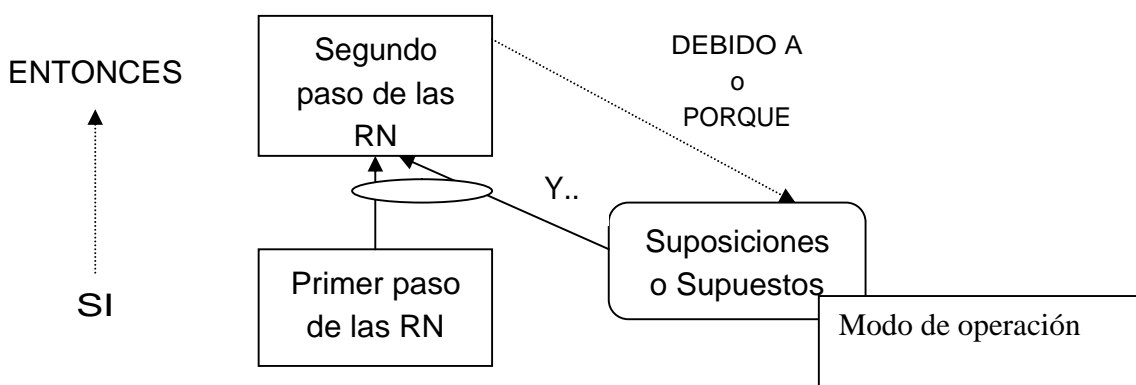 ENTONCES
SI
Segundo
paso de las
RN
DEBIDO A
o
PORQUE
Y..
Primer paso
de las RN
Suposiciones
o Supuestos
Modo de operación